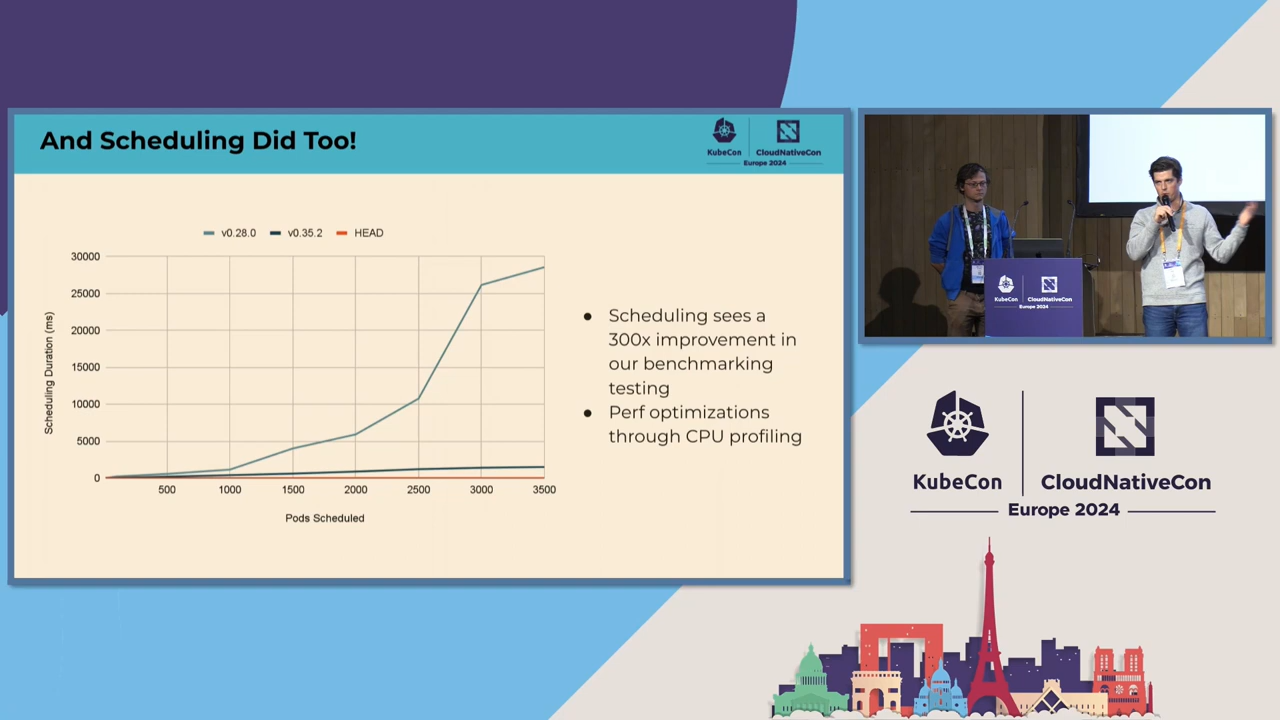 And Scheduling Did Too!
KubeCon
CloudNativeCon
Europe 2024
v0.28.0
v0.35.2
HEAD
30000
25000
20000
15000
10000
5000
0
500
1000
1500
2000
2500
3000
3500
Scheduling Duration (ms)
Pods Scheduled
● Scheduling sees a
300x improvement in
our benchmarking
testing
● Perf optimizations
through CPU profiling
KubeCon
CloudNativeCon
Europe 2024
KubeCon
CloudNativeCon
Europe 2024